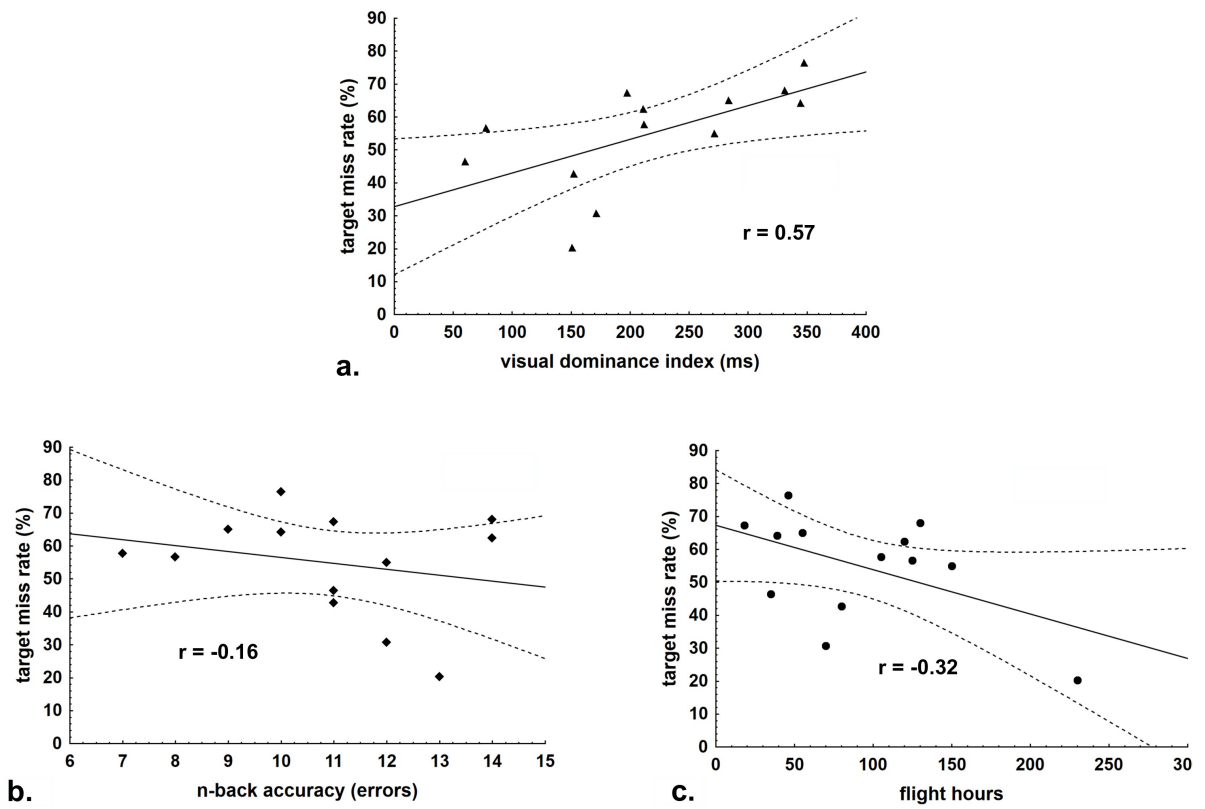 90
80
70
60
50
40
30
20
10
0
target miss rate (%)
r = 0.57
0 50 100 150 200 250 300 350 400
visual dominance index (ms)
a.
90
80
70
60
50
40
30
20
10
0
target miss rate (%)
r = -0.16
6 7 8 9 10 11 12 13 14 15
n-back accuracy (errors)
b.
90
80
70
60
50
40
30
20
10
0
target miss rate (%)
r = -0.32
0 50 100 150 200 250 30
flight hours
c.